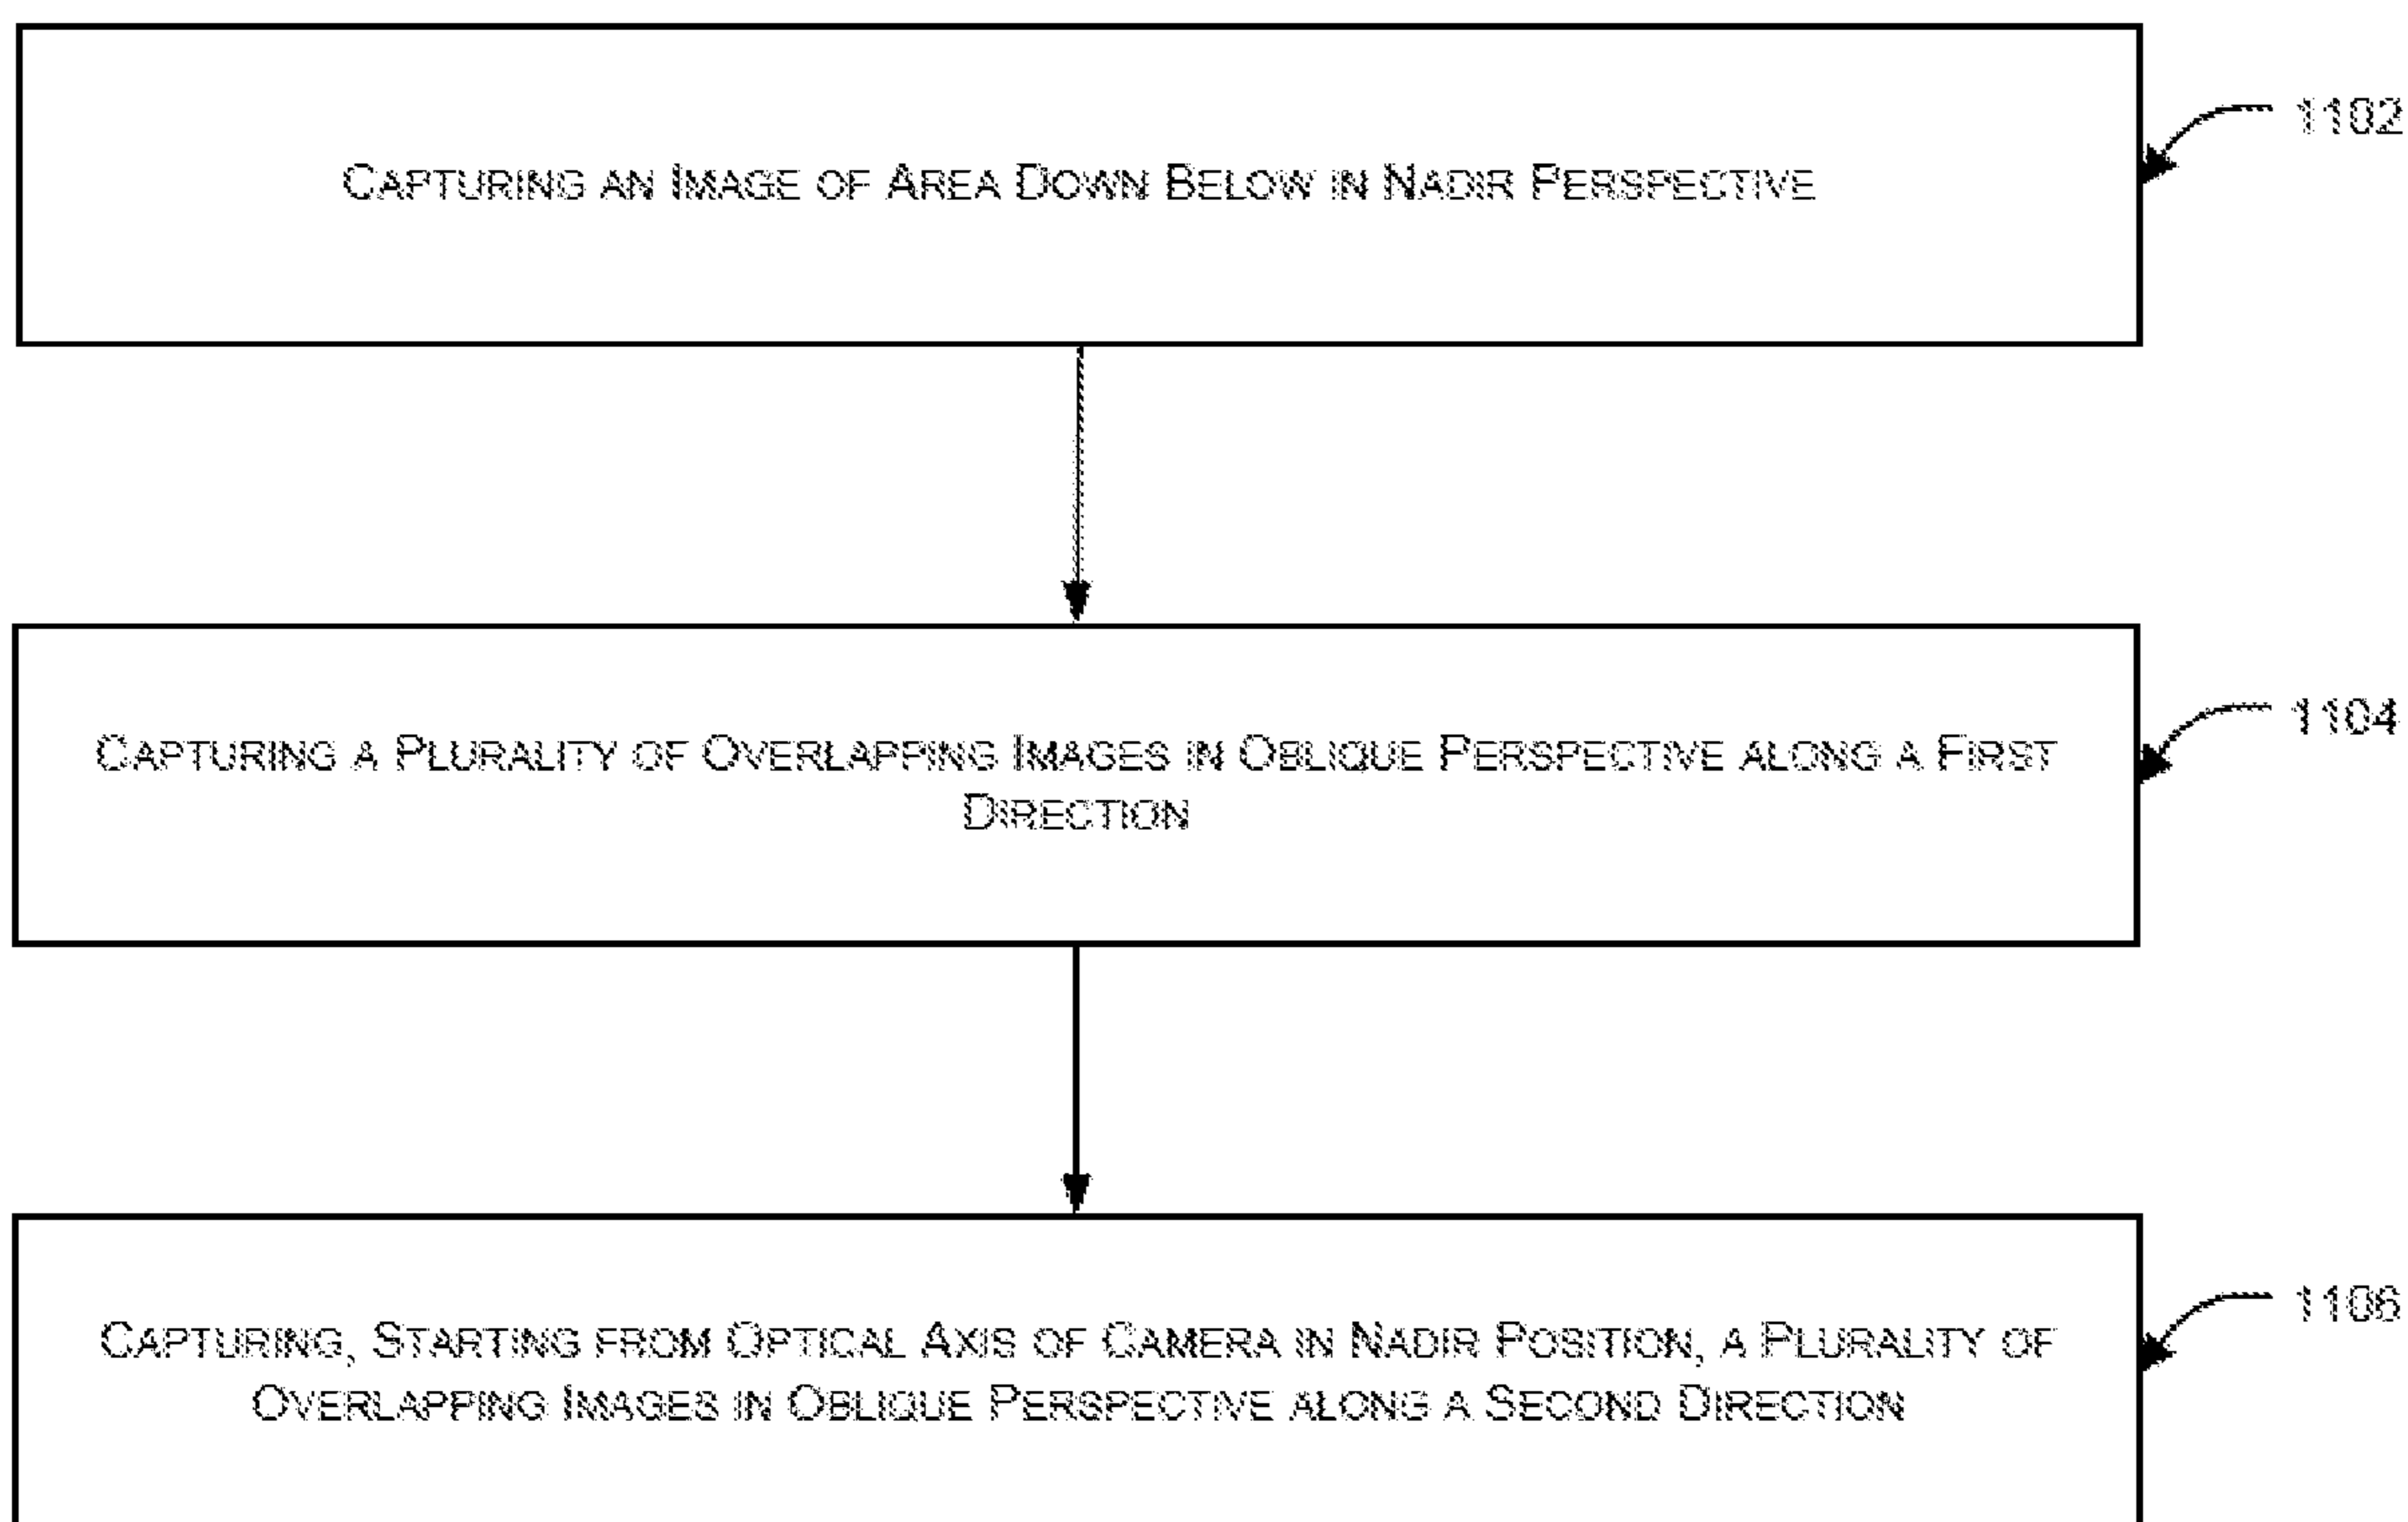 CAPTURING AN IMAGE OF AREA DOWN BELOW IN NADIR PERSPECTIVE
1102
CAPTURING A PLURALITY OF OVERLAPPING IMAGES IN OBLIQUE PERSPECTIVE ALONG A FIRST
DIRECTION
1104
CAPTURING, STARTING FROM OPTICAL AXIS OF CAMERA IN NADIR POSITION, A PLURALITY OF
OVERLAPPING IMAGES IN OBLIQUE PERSPECTIVE ALONG A SECOND DIRECTION
1106